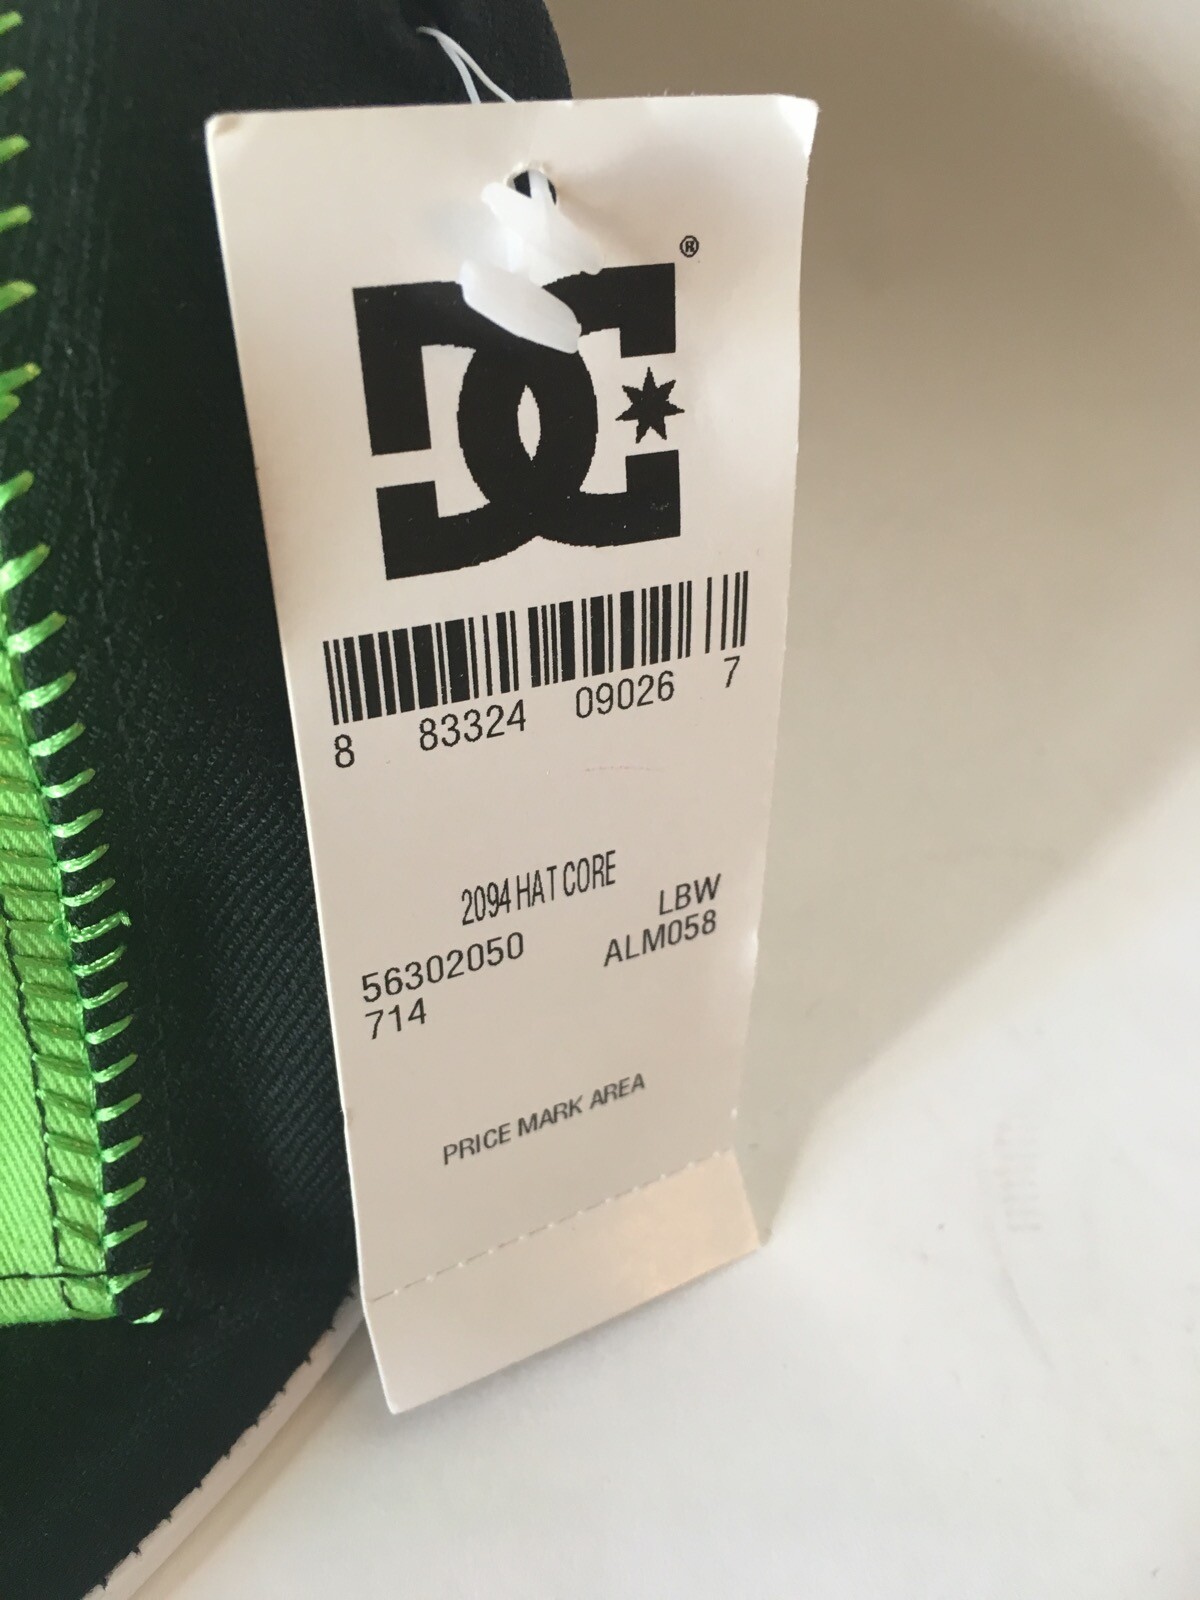 DC
®
8 83324 09026 7
2094 HAT CORE
LBW
56302050 ALM058
714
PRICE MARK AREA